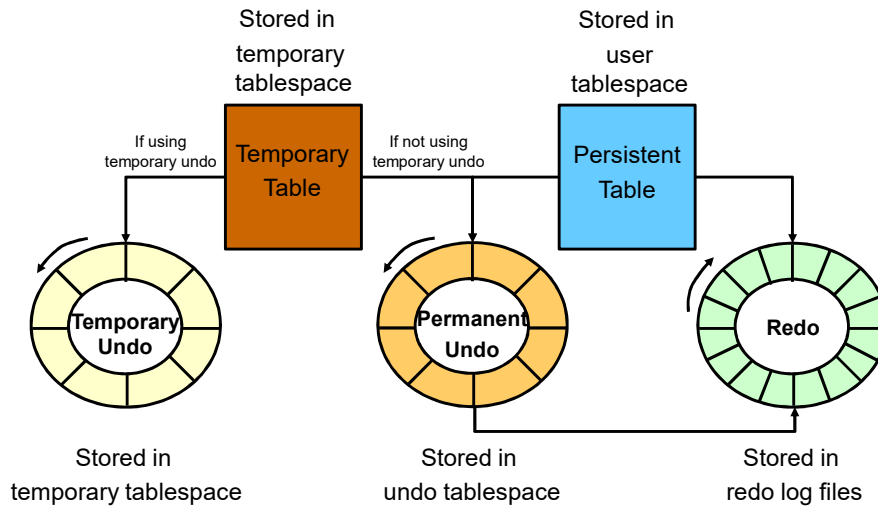 Stored in
temporary
tablespace
Stored in
user
tablespace
If using
temporary undo
Temporary
Table
If not using
temporary undo
Persistent
Table
Temporary
Undo
Permanent
Undo
Redo
Stored in
temporary tablespace
Stored in
undo tablespace
Stored in
redo log files